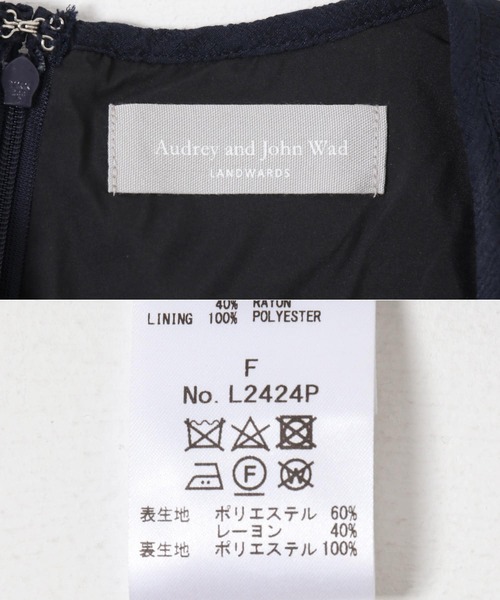 Audrey and John Wad
LANDWARDS
40% RAYON
LINING 100% POLYESTER
F
No. L2424P
F
W
表生地 ポリエステル 60%
レーヨン 40%
裏生地 ポリエステル 100%